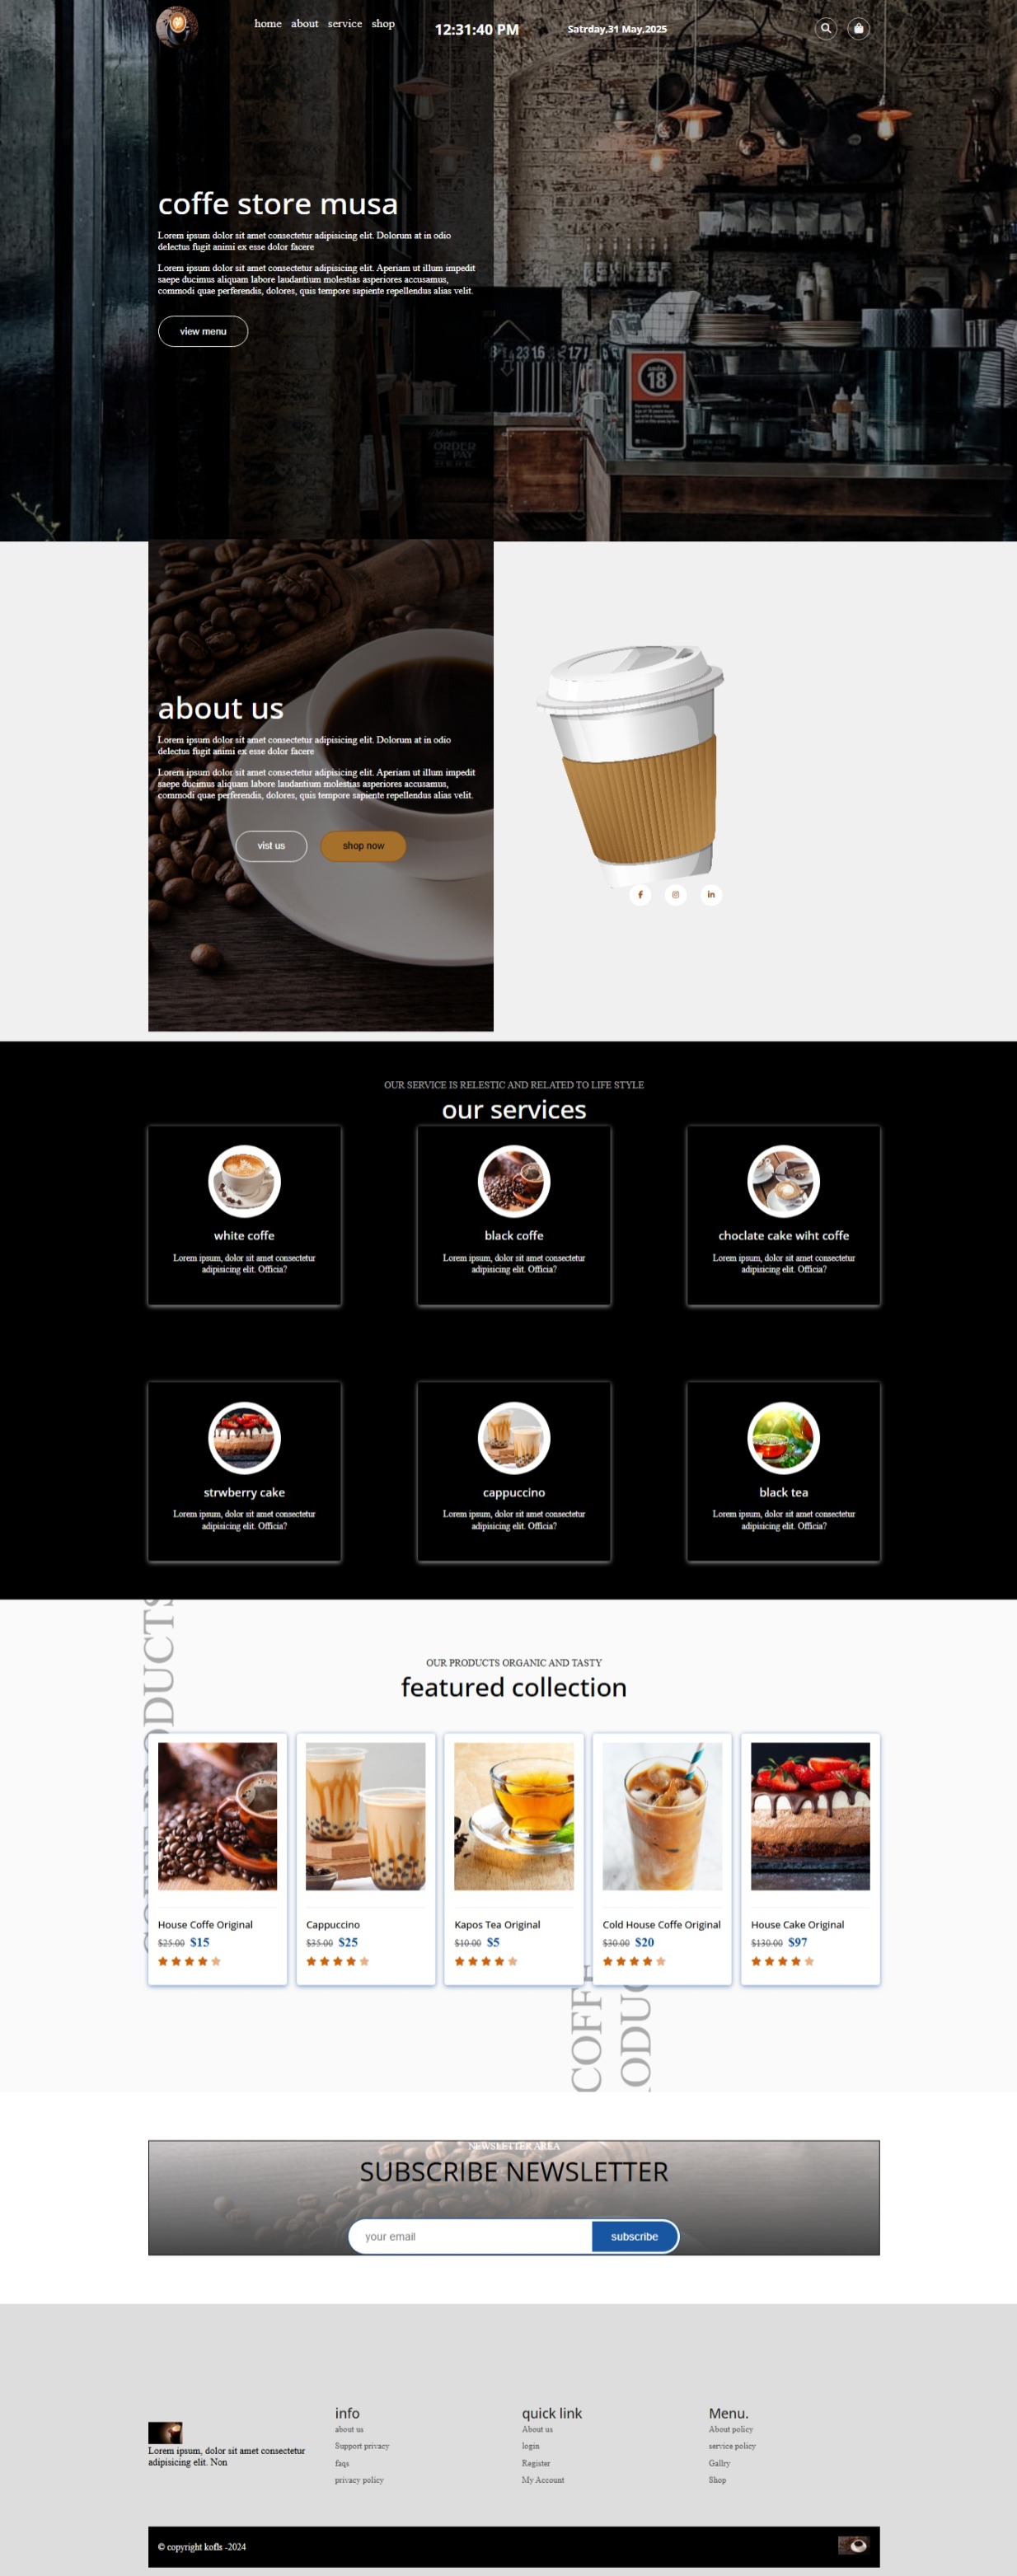 home about service shop
12:31:40 PM
Satrday,31 May,2025
coffe store musa
Lorem ipsum dolor sit amet consectetur adipisicing elit. Dolorum at in odio
delectus fugit animi ex esse dolor facere
Lorem ipsum dolor sit amet consectetur adipisicing elit. Aperiam ut illum impedit
saepe ducimus aliquam labore laudantium molestias asperiores accusamus,
commodi quae perferendis, dolores, quis tempore sapiente repellendus alias velit.
view menu
under
18
ORDER
PAY
HERE
about us
Lorem ipsum dolor sit amet consectetur adipisicing elit. Dolorum at in odio
delectus fugit animi ex esse dolor facere
Lorem ipsum dolor sit amet consectetur adipisicing elit. Aperiam ut illum impedit
saepe ducimus aliquam labore laudantium molestias asperiores accusamus,
commodi quae perferendis, dolores, quis tempore sapiente repellendus alias velit.
vist us
shop now
OUR SERVICE IS RELESTIC AND RELATED TO LIFE STYLE
our services
white coffe
Lorem ipsum, dolor sit amet consectetur
adipisicing elit. Officia?
black coffe
Lorem ipsum, dolor sit amet consectetur
adipisicing elit. Officia?
choclate cake wiht coffe
Lorem ipsum, dolor sit amet consectetur
adipisicing elit. Officia?
strwberry cake
Lorem ipsum, dolor sit amet consectetur
adipisicing elit. Officia?
cappuccino
Lorem ipsum, dolor sit amet consectetur
adipisicing elit. Officia?
black tea
Lorem ipsum, dolor sit amet consectetur
adipisicing elit. Officia?
OUR PRODUCTS ORGANIC AND TASTY
featured collection
House Coffe Original
$25.00 $15
Cappuccino
$35.00 $25
Kapos Tea Original
$10.00 $5
Cold House Coffe Original
$30.00 $20
House Cake Original
$130.00 $97
NEWSLETTER AREA
SUBSCRIBE NEWSLETTER
your email
subscribe
Lorem ipsum, dolor sit amet consectetur
adipisicing elit. Non
info
about us
Support privacy
faqs
privacy policy
quick link
About us
login
Register
My Account
Menu.
About policy
service policy
Gallry
Shop
© copyright kofls -2024